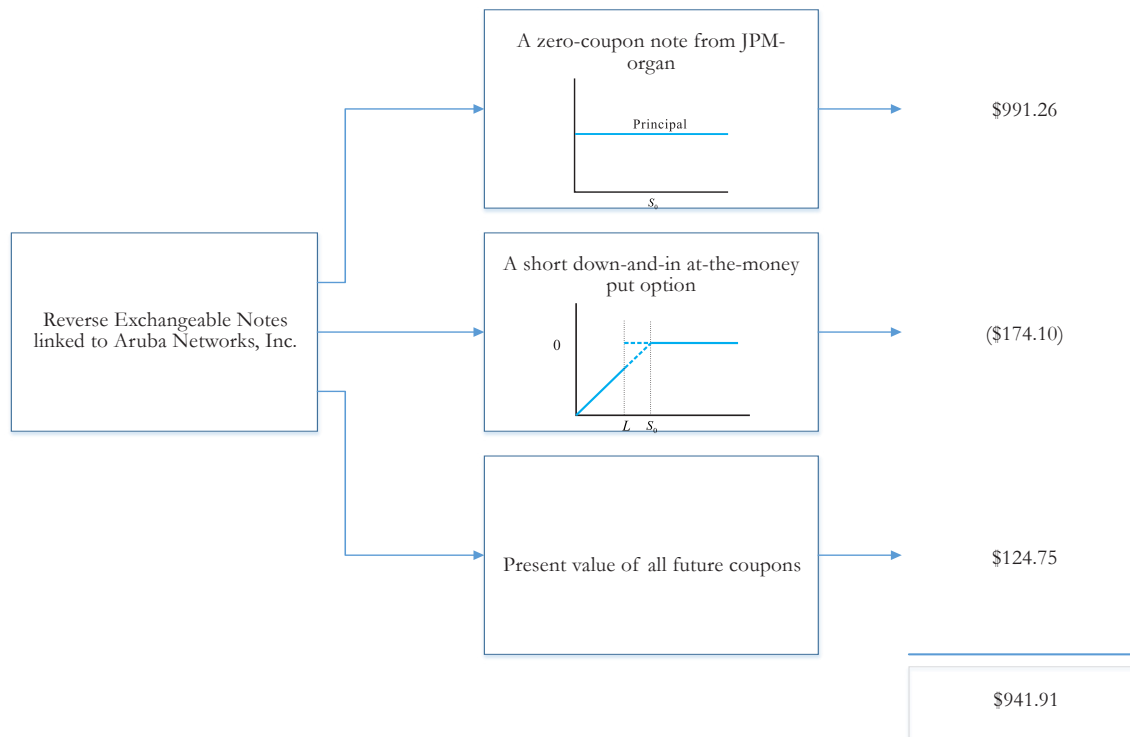 A zero-coupon note from JPM-
organ
Principal
S₀
$991.26
Reverse Exchangeable Notes
linked to Aruba Networks, Inc.
A short down-and-in at-the-money
put option
0
L S₀
($174.10)
Present value of all future coupons
$124.75
$941.91